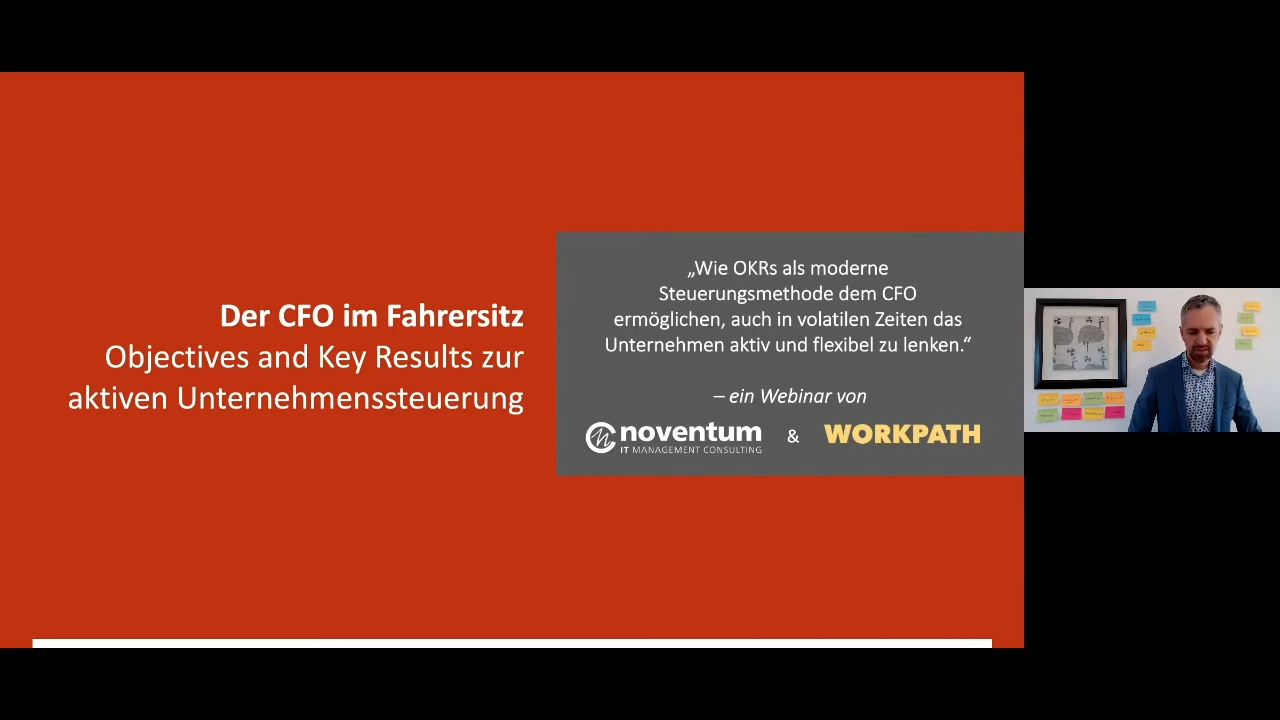 Der CFO im Fahrersitz
Objectives and Key Results zur
aktiven Unternehmenssteuerung
„Wie OKRs als moderne
Steuerungsmethode dem CFO
ermöglichen, auch in volatilen Zeiten das
Unternehmen aktiv und flexibel zu lenken.“
– ein Webinar von
noventum
IT MANAGEMENT CONSULTING
&
WORKPATH